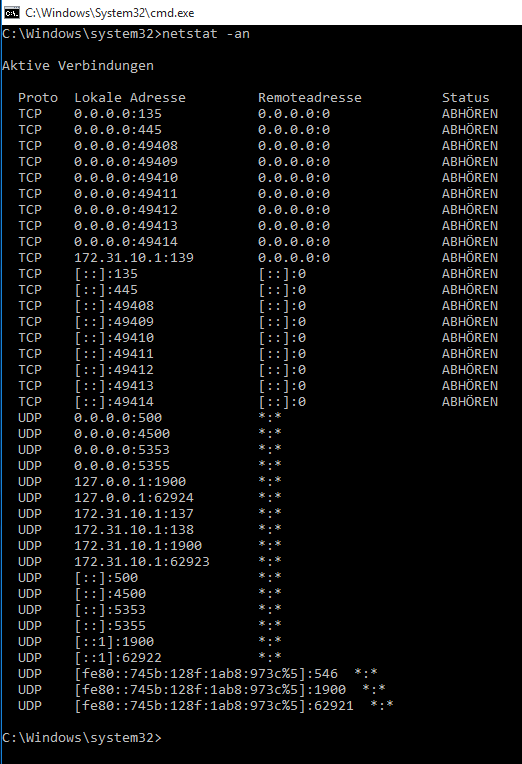 C:\Windows\System32\cmd.exe
C:\Windows\system32>netstat -an
Aktive Verbindungen
Proto  Lokale Adresse         Remoteadresse          Status
TCP    0.0.0.0:135            0.0.0.0:0              ABHÖREN
TCP    0.0.0.0:445            0.0.0.0:0              ABHÖREN
TCP    0.0.0.0:49408          0.0.0.0:0              ABHÖREN
TCP    0.0.0.0:49409          0.0.0.0:0              ABHÖREN
TCP    0.0.0.0:49410          0.0.0.0:0              ABHÖREN
TCP    0.0.0.0:49411          0.0.0.0:0              ABHÖREN
TCP    0.0.0.0:49412          0.0.0.0:0              ABHÖREN
TCP    0.0.0.0:49413          0.0.0.0:0              ABHÖREN
TCP    0.0.0.0:49414          0.0.0.0:0              ABHÖREN
TCP    172.31.10.1:139        0.0.0.0:0              ABHÖREN
TCP    [::]:135               [::]:0                 ABHÖREN
TCP    [::]:445               [::]:0                 ABHÖREN
TCP    [::]:49408             [::]:0                 ABHÖREN
TCP    [::]:49409             [::]:0                 ABHÖREN
TCP    [::]:49410             [::]:0                 ABHÖREN
TCP    [::]:49411             [::]:0                 ABHÖREN
TCP    [::]:49412             [::]:0                 ABHÖREN
TCP    [::]:49413             [::]:0                 ABHÖREN
TCP    [::]:49414             [::]:0                 ABHÖREN
UDP    0.0.0.0:500            *:*
UDP    0.0.0.0:4500           *:*
UDP    0.0.0.0:5353           *:*
UDP    0.0.0.0:5355           *:*
UDP    127.0.0.1:1900         *:*
UDP    127.0.0.1:62924        *:*
UDP    172.31.10.1:137        *:*
UDP    172.31.10.1:138        *:*
UDP    172.31.10.1:1900       *:*
UDP    172.31.10.1:62923      *:*
UDP    [::]:500               *:*
UDP    [::]:4500              *:*
UDP    [::]:5353              *:*
UDP    [::]:5355              *:*
UDP    [::1]:1900             *:*
UDP    [::1]:62922            *:*
UDP    [fe80::745b:128f:1ab8:973c%5]:546  *:*
UDP    [fe80::745b:128f:1ab8:973c%5]:1900  *:*
UDP    [fe80::745b:128f:1ab8:973c%5]:62921  *:*
C:\Windows\system32>